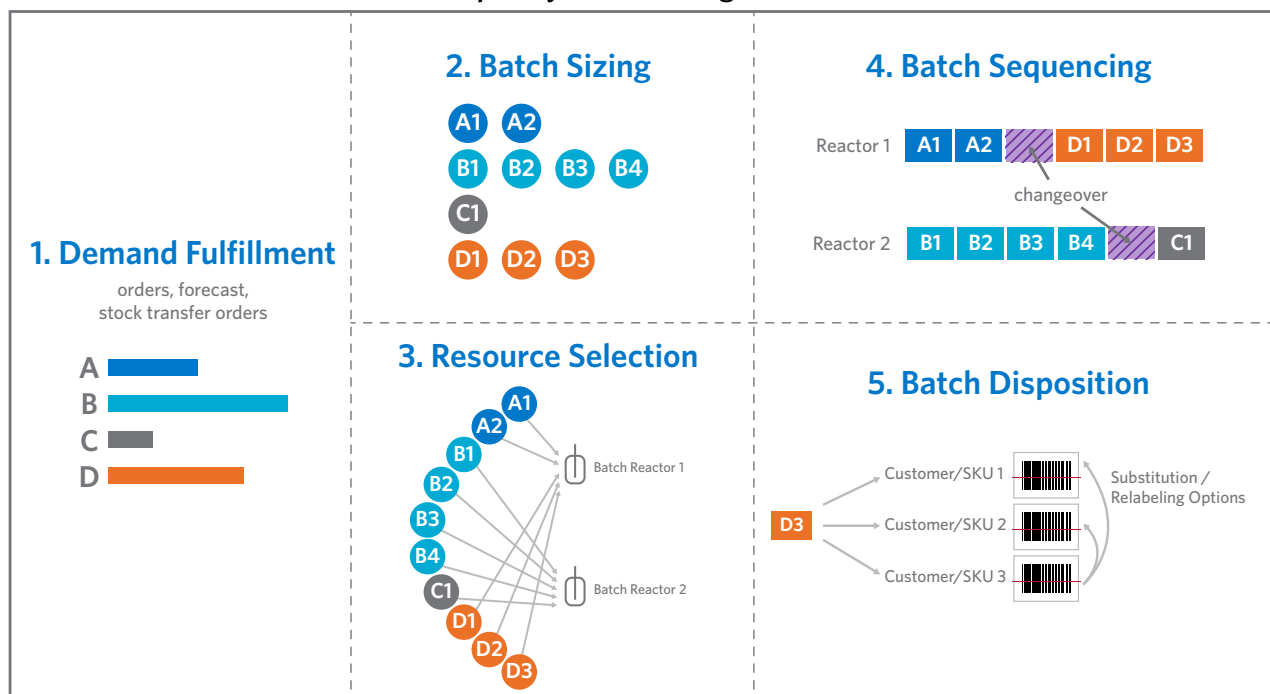 1. Demand Fulfillment
orders, forecast,
stock transfer orders
A
B
C
D
2. Batch Sizing
A1 A2
B1 B2 B3 B4
C1
D1 D2 D3
3. Resource Selection
A1
A2
B1
B2
B3
B4
C1
D1
D2
D3
Batch Reactor 1
Batch Reactor 2
4. Batch Sequencing
Reactor 1 A1 A2 D1 D2 D3
changeover
Reactor 2 B1 B2 B3 B4 C1
5. Batch Disposition
D3
Customer/SKU 1
Customer/SKU 2
Customer/SKU 3
Substitution /
Relabeling Options